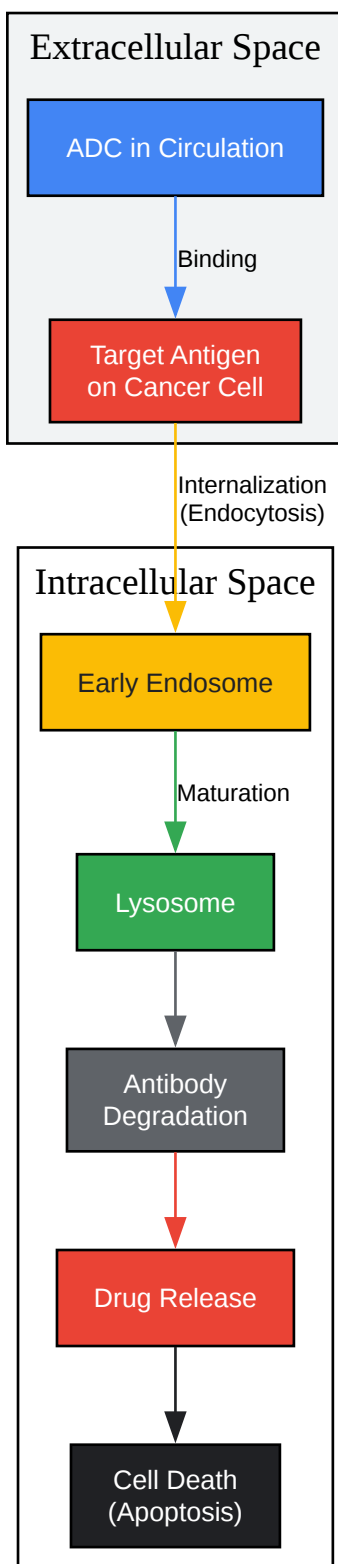 Extracellular Space
ADC in Circulation
Binding
Target Antigen
on Cancer Cell
Internalization
(Endocytosis)
Intracellular Space
Early Endosome
Maturation
Lysosome
Antibody
Degradation
Drug Release
Cell Death
(Apoptosis)